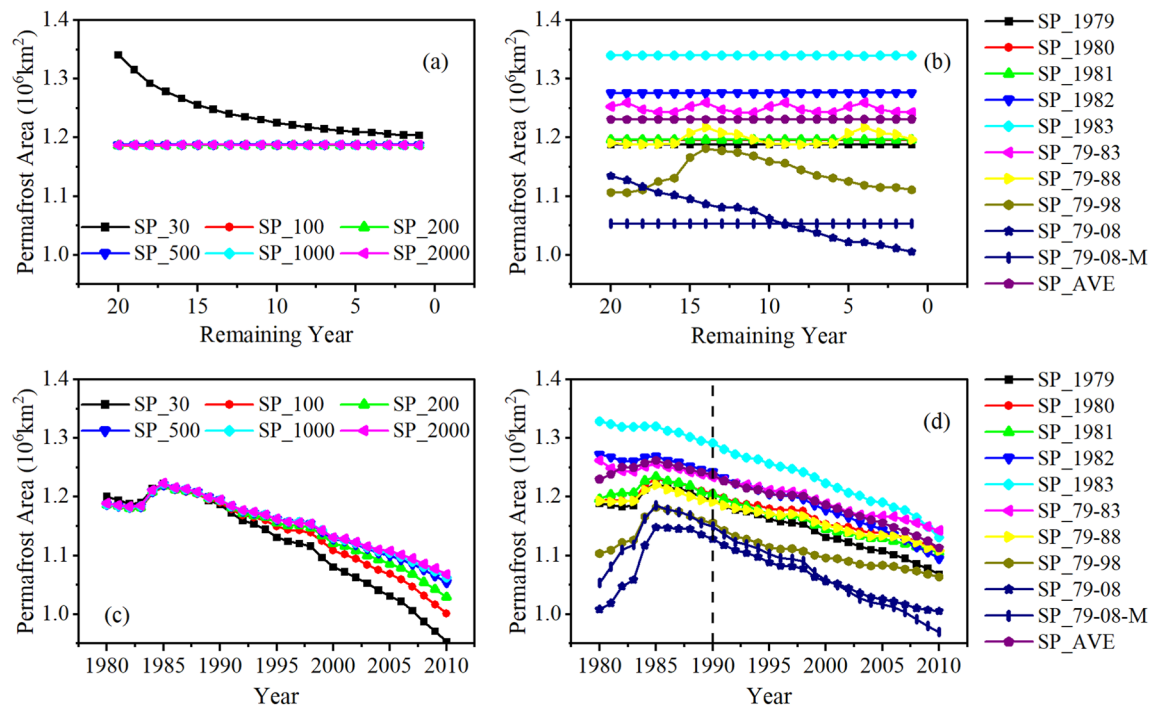 1.4
1.3
1.2
1.1
1.0
Permafrost Area (10⁶km²)
(a)
SP_30 SP_100 SP_200
SP_500 SP_1000 SP_2000
20 15 10 5 0
Remaining Year
1.4
1.3
1.2
1.1
1.0
Permafrost Area (10⁶km²)
(b)
20 15 10 5 0
Remaining Year
SP_1979
SP_1980
SP_1981
SP_1982
SP_1983
SP_79-83
SP_79-88
SP_79-98
SP_79-08
SP_79-08-M
SP_AVE
1.4
1.3
1.2
1.1
1.0
Permafrost Area (10⁶km²)
SP_30 SP_100 SP_200
SP_500 SP_1000 SP_2000
(c)
1980 1985 1990 1995 2000 2005 2010
Year
1.4
1.3
1.2
1.1
1.0
Permafrost Area (10⁶km²)
(d)
1980 1985 1990 1995 2000 2005 2010
Year
SP_1979
SP_1980
SP_1981
SP_1982
SP_1983
SP_79-83
SP_79-88
SP_79-98
SP_79-08
SP_79-08-M
SP_AVE